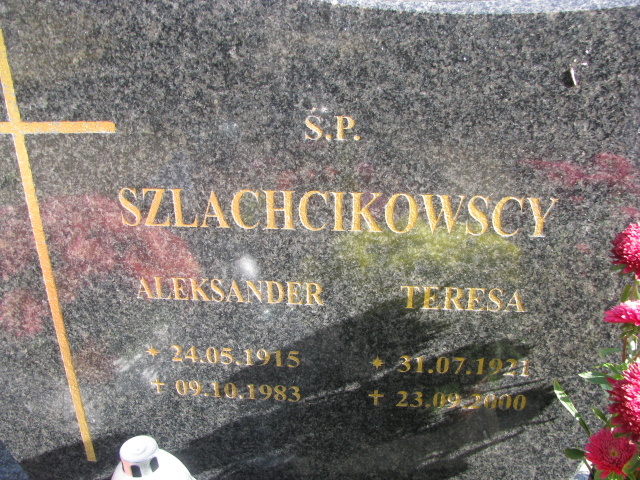 S.P.
SZLACHCIKOWSCY
ALEKSANDER TERESA
* 24.05.1915 * 31.07.1921
† 09.10.1983 † 23.09.2000